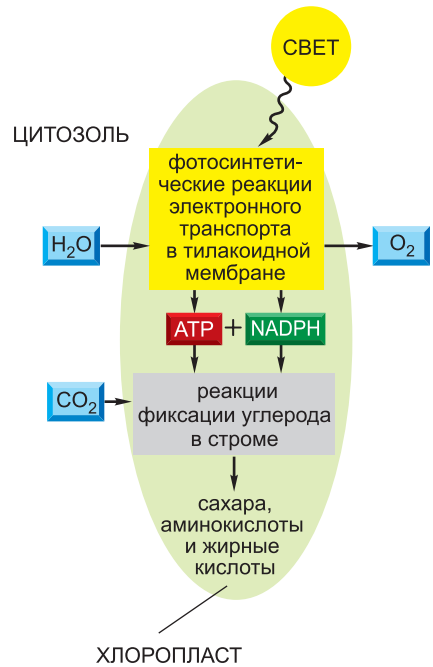 СВЕТ
ЦИТОЗОЛЬ
фотосинтети-
ческие реакции
электронного
транспорта
в тилакоидной
мембране
H₂O
O₂
ATP + NADPH
CO₂
реакции
фиксации углерода
в строме
сахара,
аминокислоты
и жирные
кислоты
ХЛОРОПЛАСТ